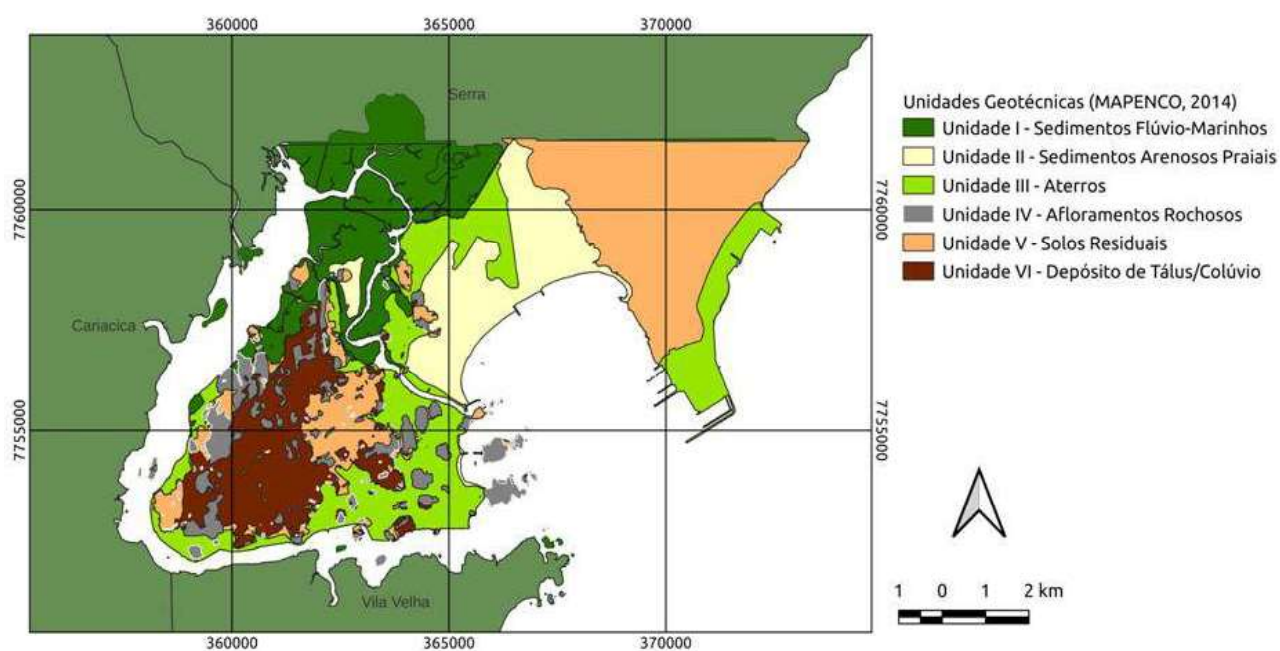 360000 365000 370000
Serra
7760000 7760000
Cariacica
7755000 7755000
Vila Velha
360000 365000 370000
Unidades Geotécnicas (MAPENCO, 2014)
Unidade I - Sedimentos Flúvio-Marinhos
Unidade II - Sedimentos Arenosos Praiais
Unidade III - Aterros
Unidade IV - Afloramentos Rochosos
Unidade V - Solos Residuais
Unidade VI - Depósito de Tálus/Colúvio
1 0 1 2 km